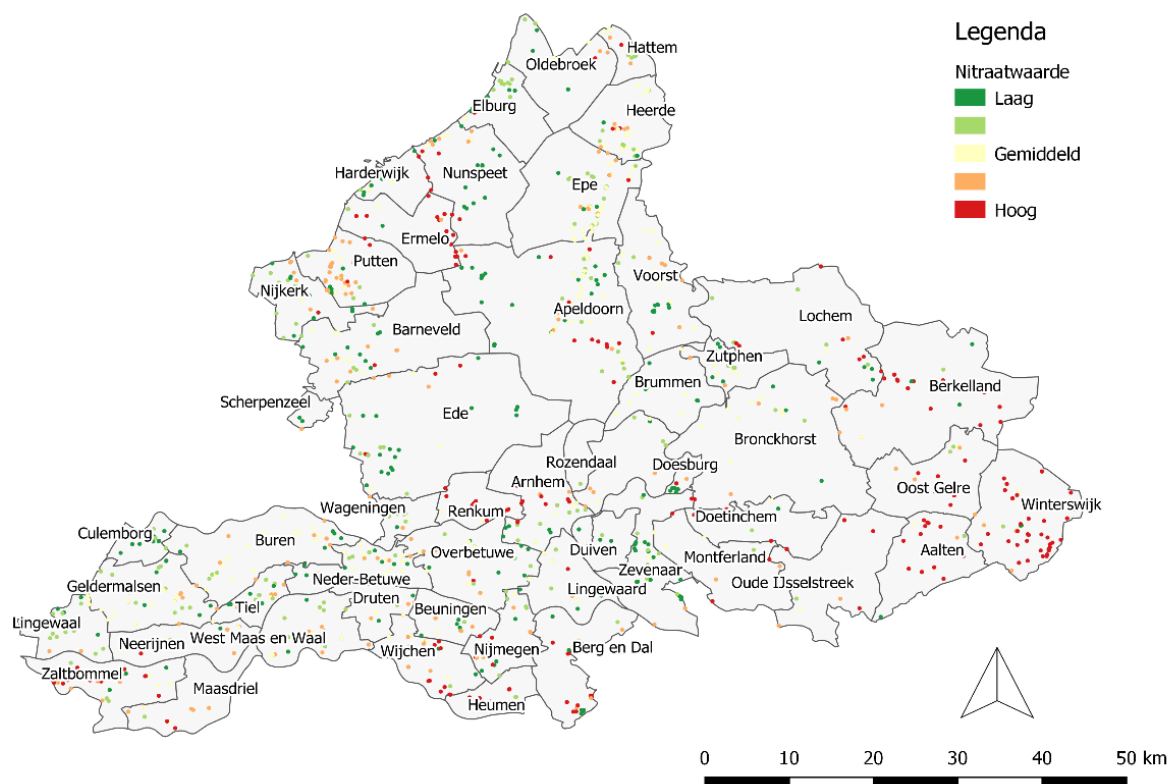 Legenda
Nitraatwaarde
Laag
Gemiddeld
Hoog
Hattem
Oldebroek
Elburg
Heerde
Harderwijk
Nunspeet
Epe
Ermelo
Putten
Voorst
Nijkerk
Apeldoorn
Lochem
Barneveld
Zutphen
Brummen
Berkelland
Scherpenzeel
Ede
Bronckhorst
Rozendaal
Doesburg
Arnhem
Oost Gelre
Wageningen
Renkum
Winterswijk
Doetinchem
Culemborg
Buren
Overbetuwe
Duiven
Aalten
Montferland
Zevenaar
Geldermalsen
Neder-Betuwe
Oude IJsselstreek
Lingewaard
Druten
Tiel
Beuningen
Lingewaal
West Maas en Waal
Neerijnen
Wijchen
Nijmegen
Berg en Dal
Zaltbommel
Maasdriel
Heumen
0 10 20 30 40 50 km